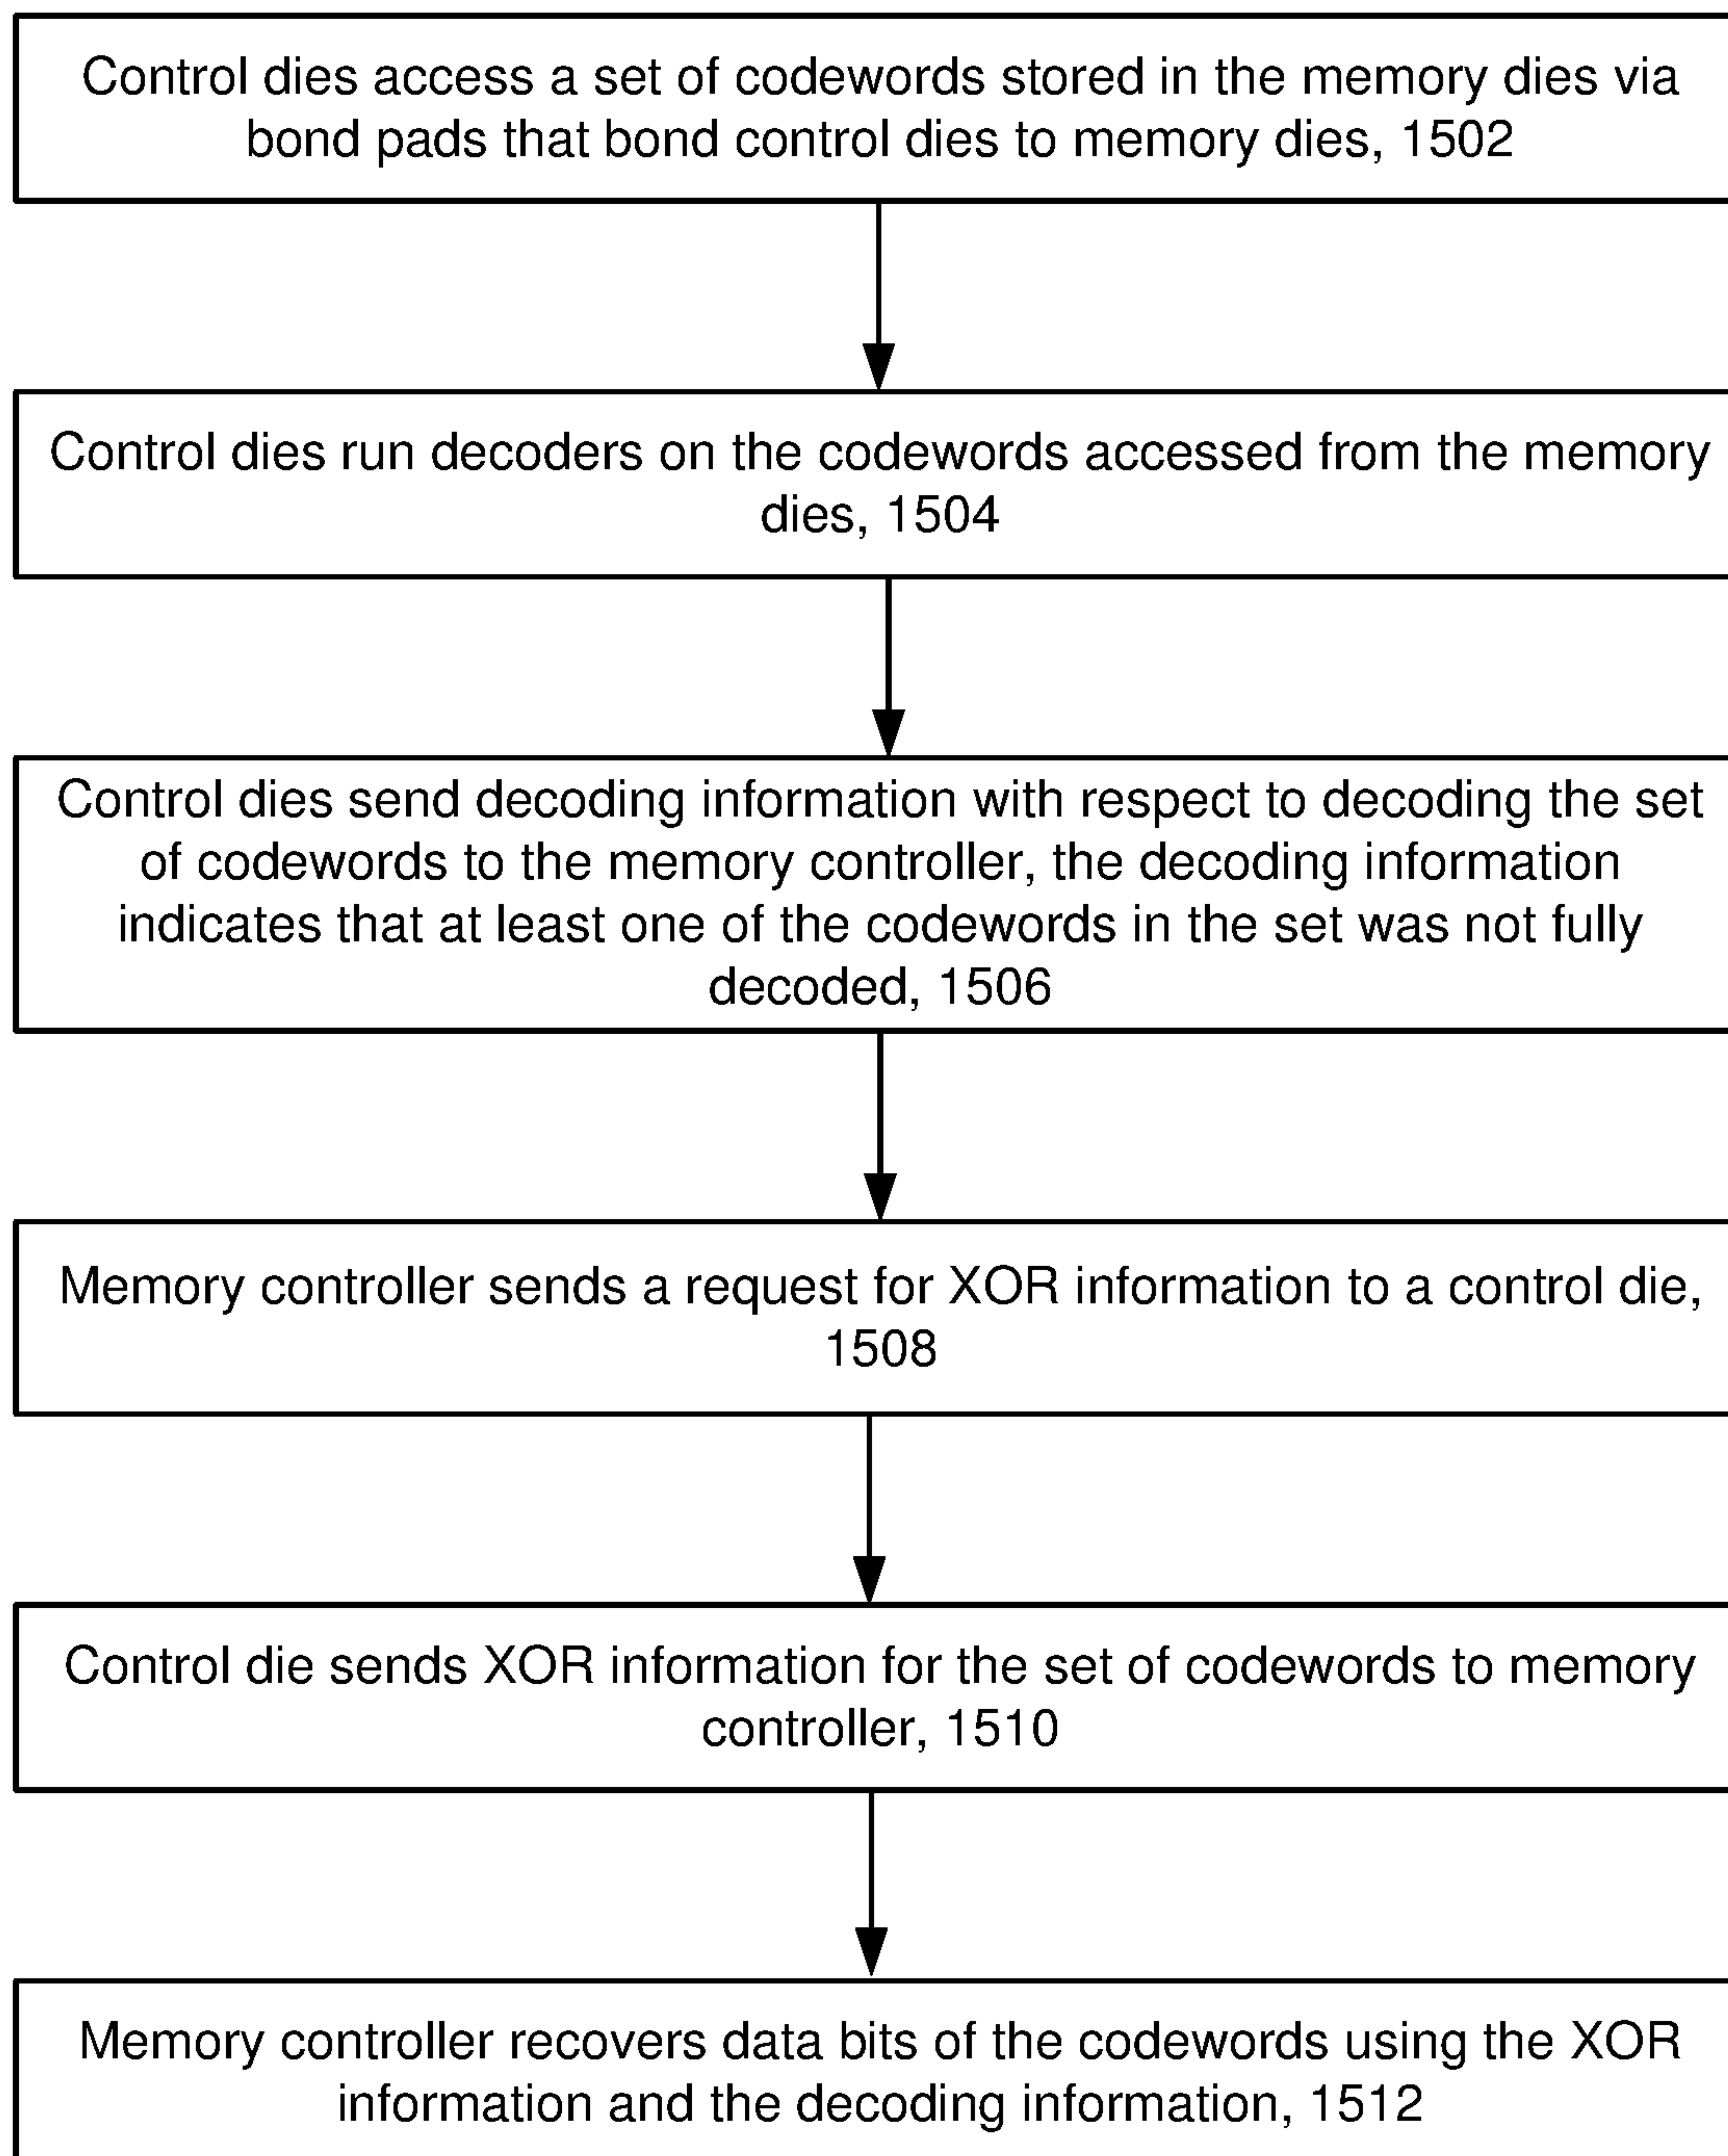 Control dies access a set of codewords stored in the memory dies via
bond pads that bond control dies to memory dies, 1502
Control dies run decoders on the codewords accessed from the memory
dies, 1504
Control dies send decoding information with respect to decoding the set
of codewords to the memory controller, the decoding information
indicates that at least one of the codewords in the set was not fully
decoded, 1506
Memory controller sends a request for XOR information to a control die,
1508
Control die sends XOR information for the set of codewords to memory
controller, 1510
Memory controller recovers data bits of the codewords using the XOR
information and the decoding information, 1512